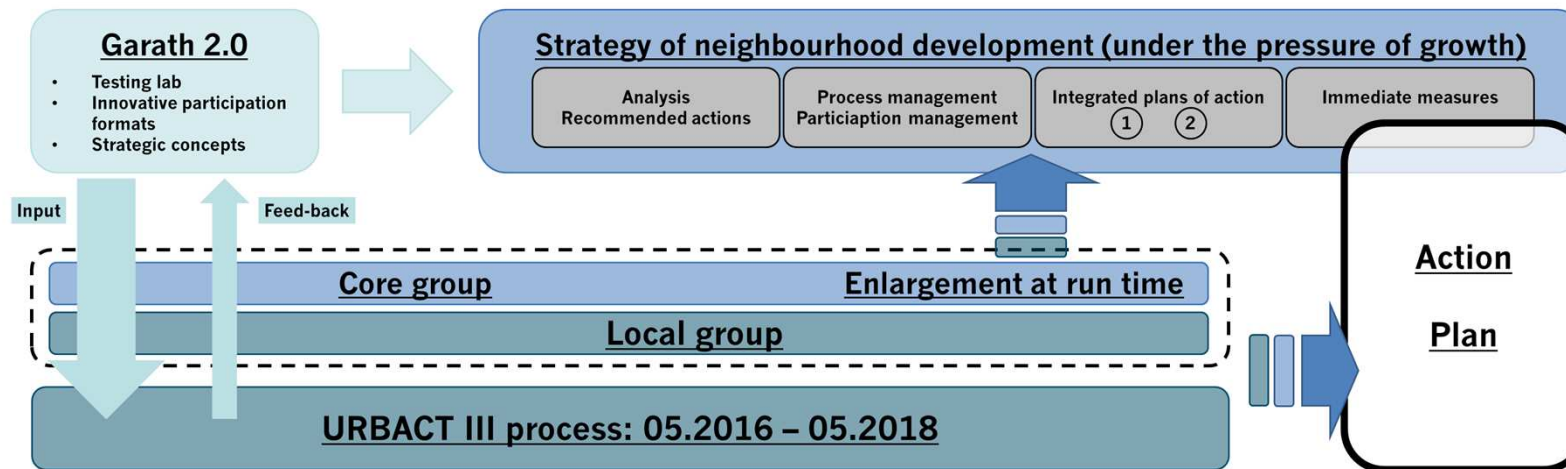 Garath 2.0
• Testing lab
• Innovative participation
formats
• Strategic concepts
Strategy of neighbourhood development (under the pressure of growth)
Analysis
Recommended actions
Process management
Particiaption management
Integrated plans of action
1 2
Immediate measures
Input
Feed-back
Core group
Enlargement at run time
Local group
URBACT III process: 05.2016 – 05.2018
Action
Plan